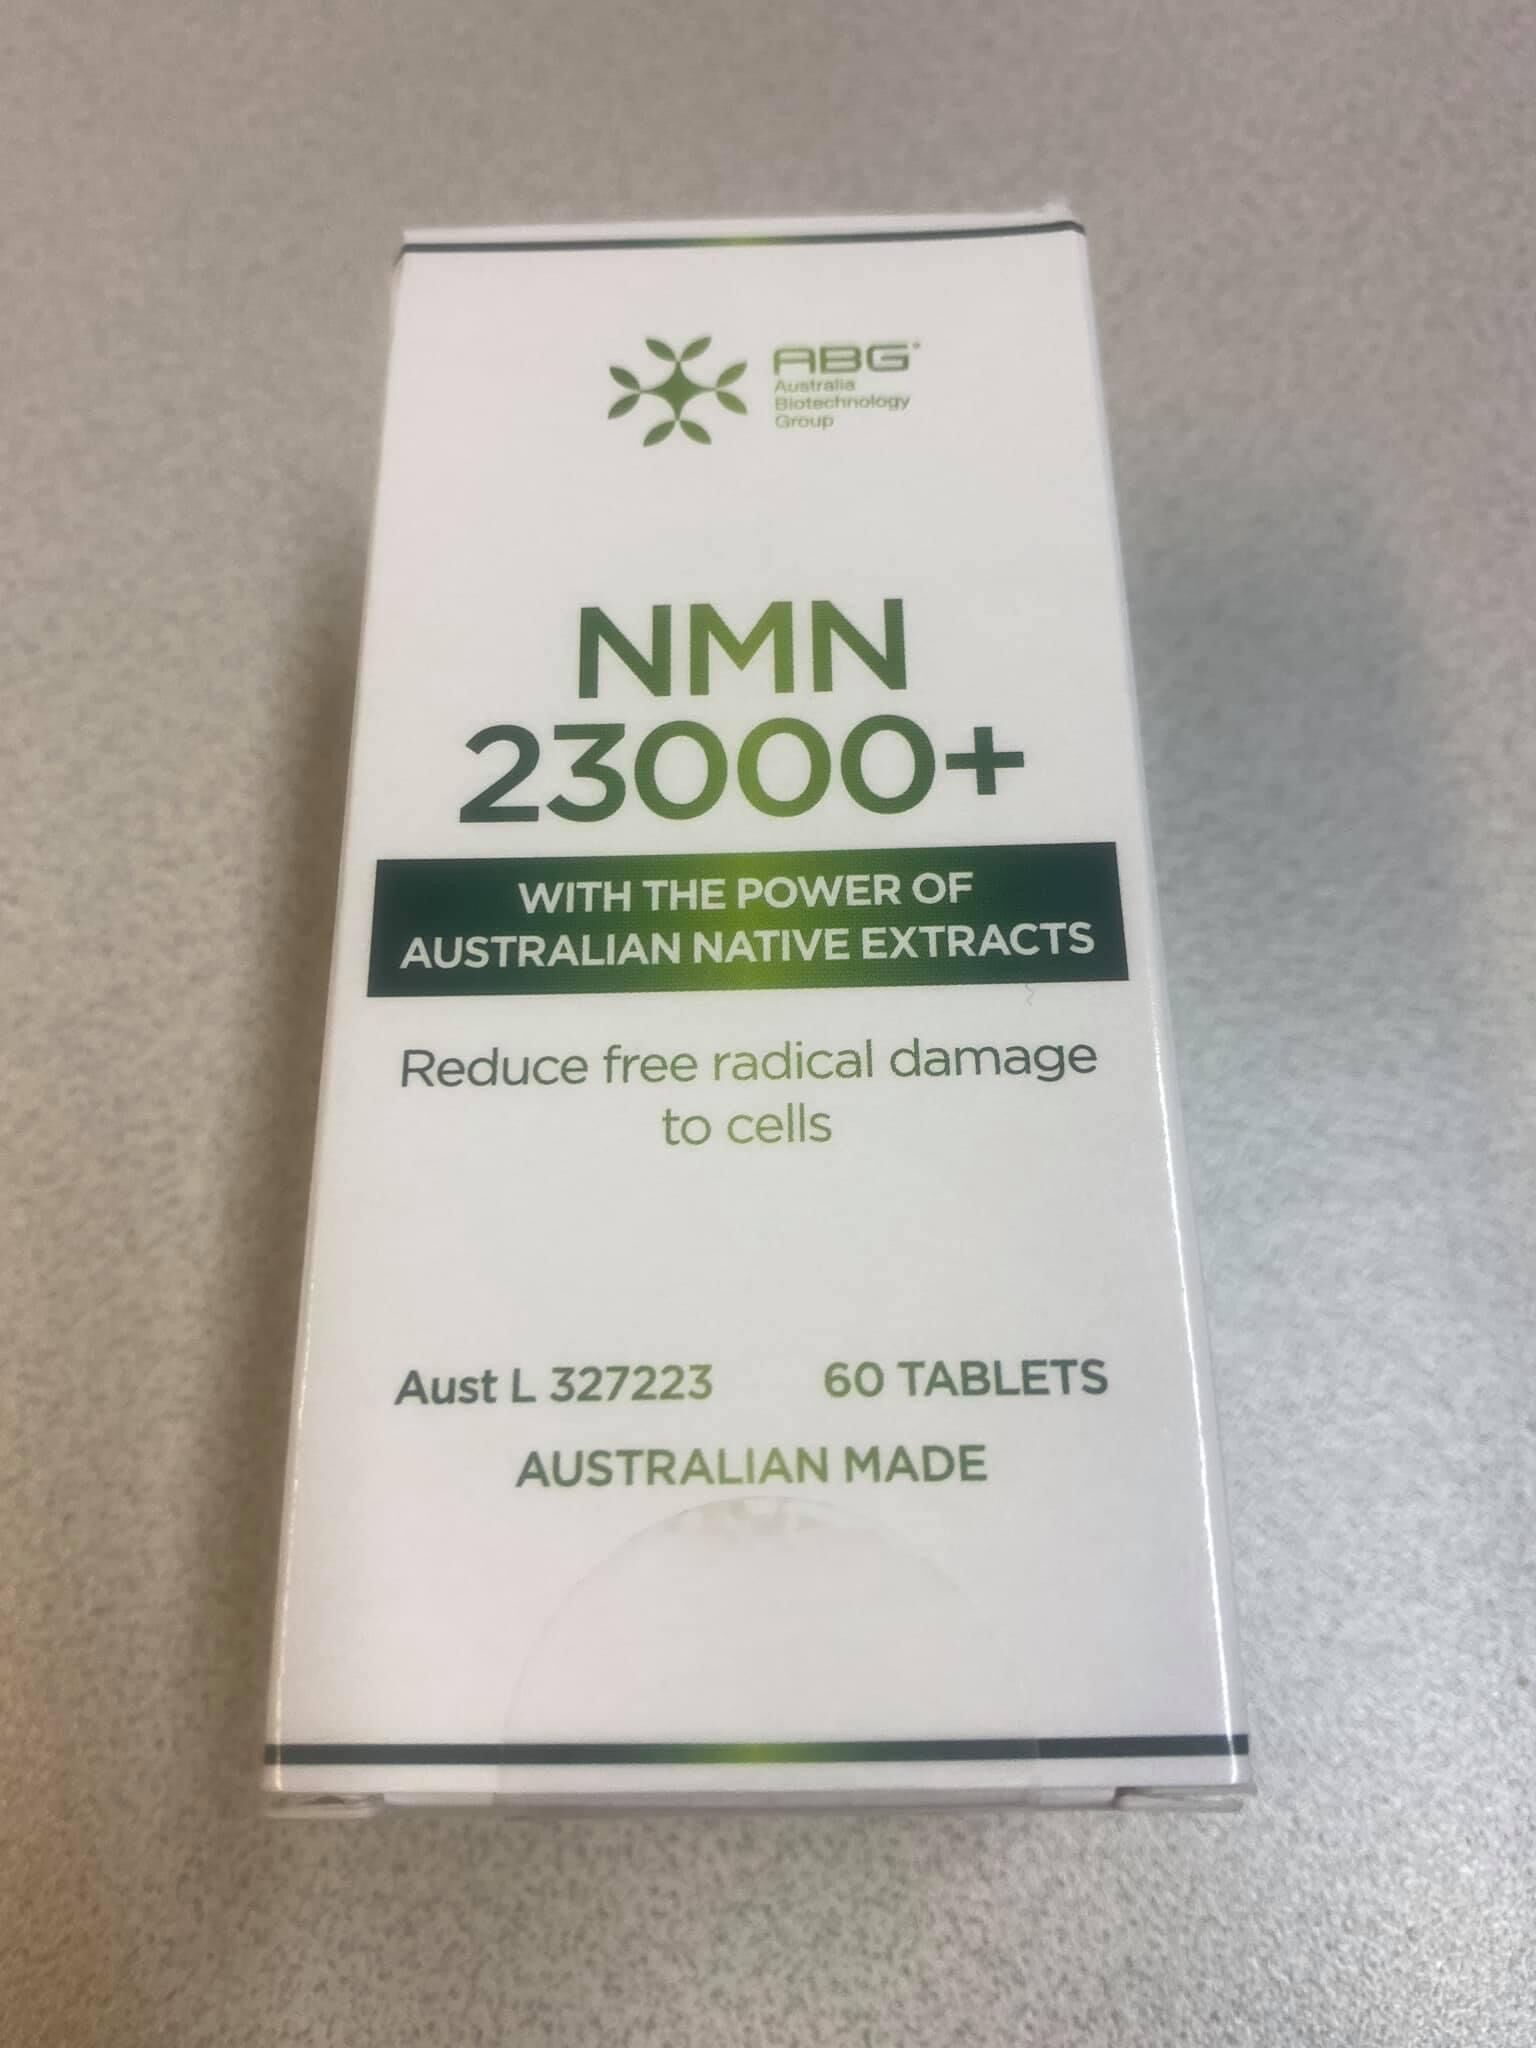 ABG®
Australia
Biotechnology
Group
NMN
23000+
WITH THE POWER OF
AUSTRALIAN NATIVE EXTRACTS
Reduce free radical damage
to cells
Aust L 327223 60 TABLETS
AUSTRALIAN MADE